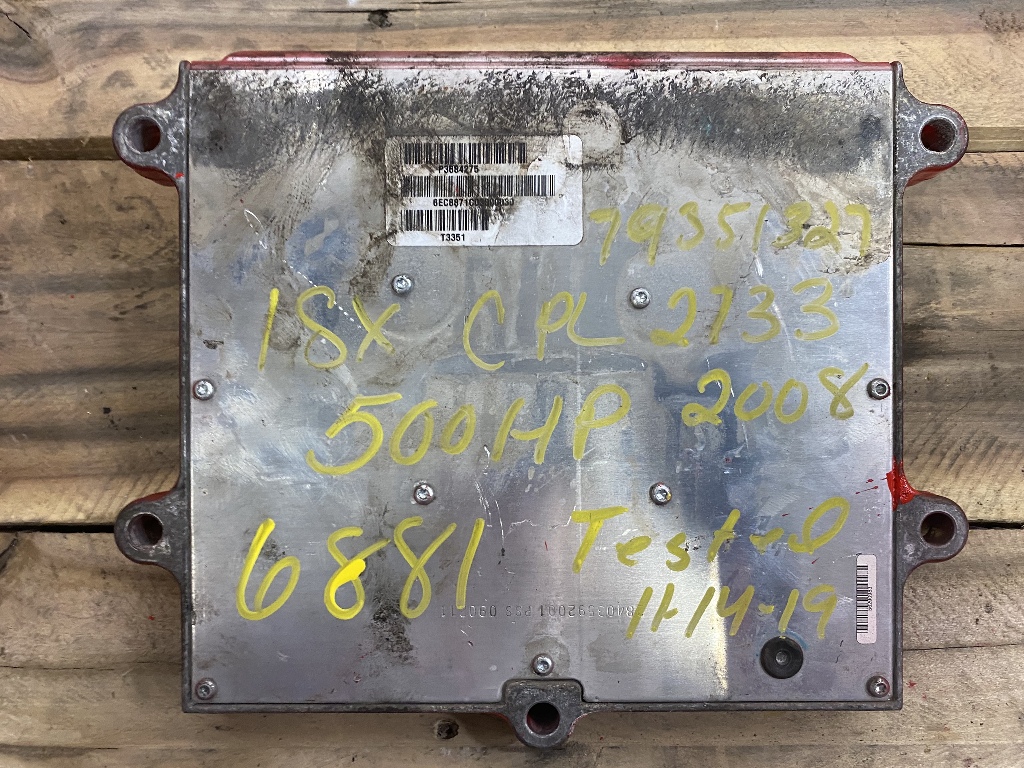 P3684275
T3351
79351327
ISX CPL 2733
500HP 2008
6881 Tested
11-14-19